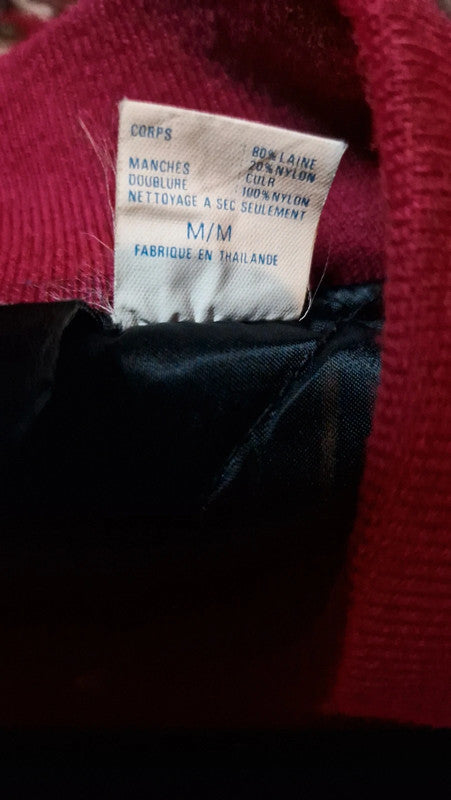 CORPS : 80% LAINE
20% NYLON
MANCHES : CUIR
DOUBLURE : 100% NYLON
NETTOYAGE A SEC SEULEMENT
M/M
FABRIQUE EN THAILANDE